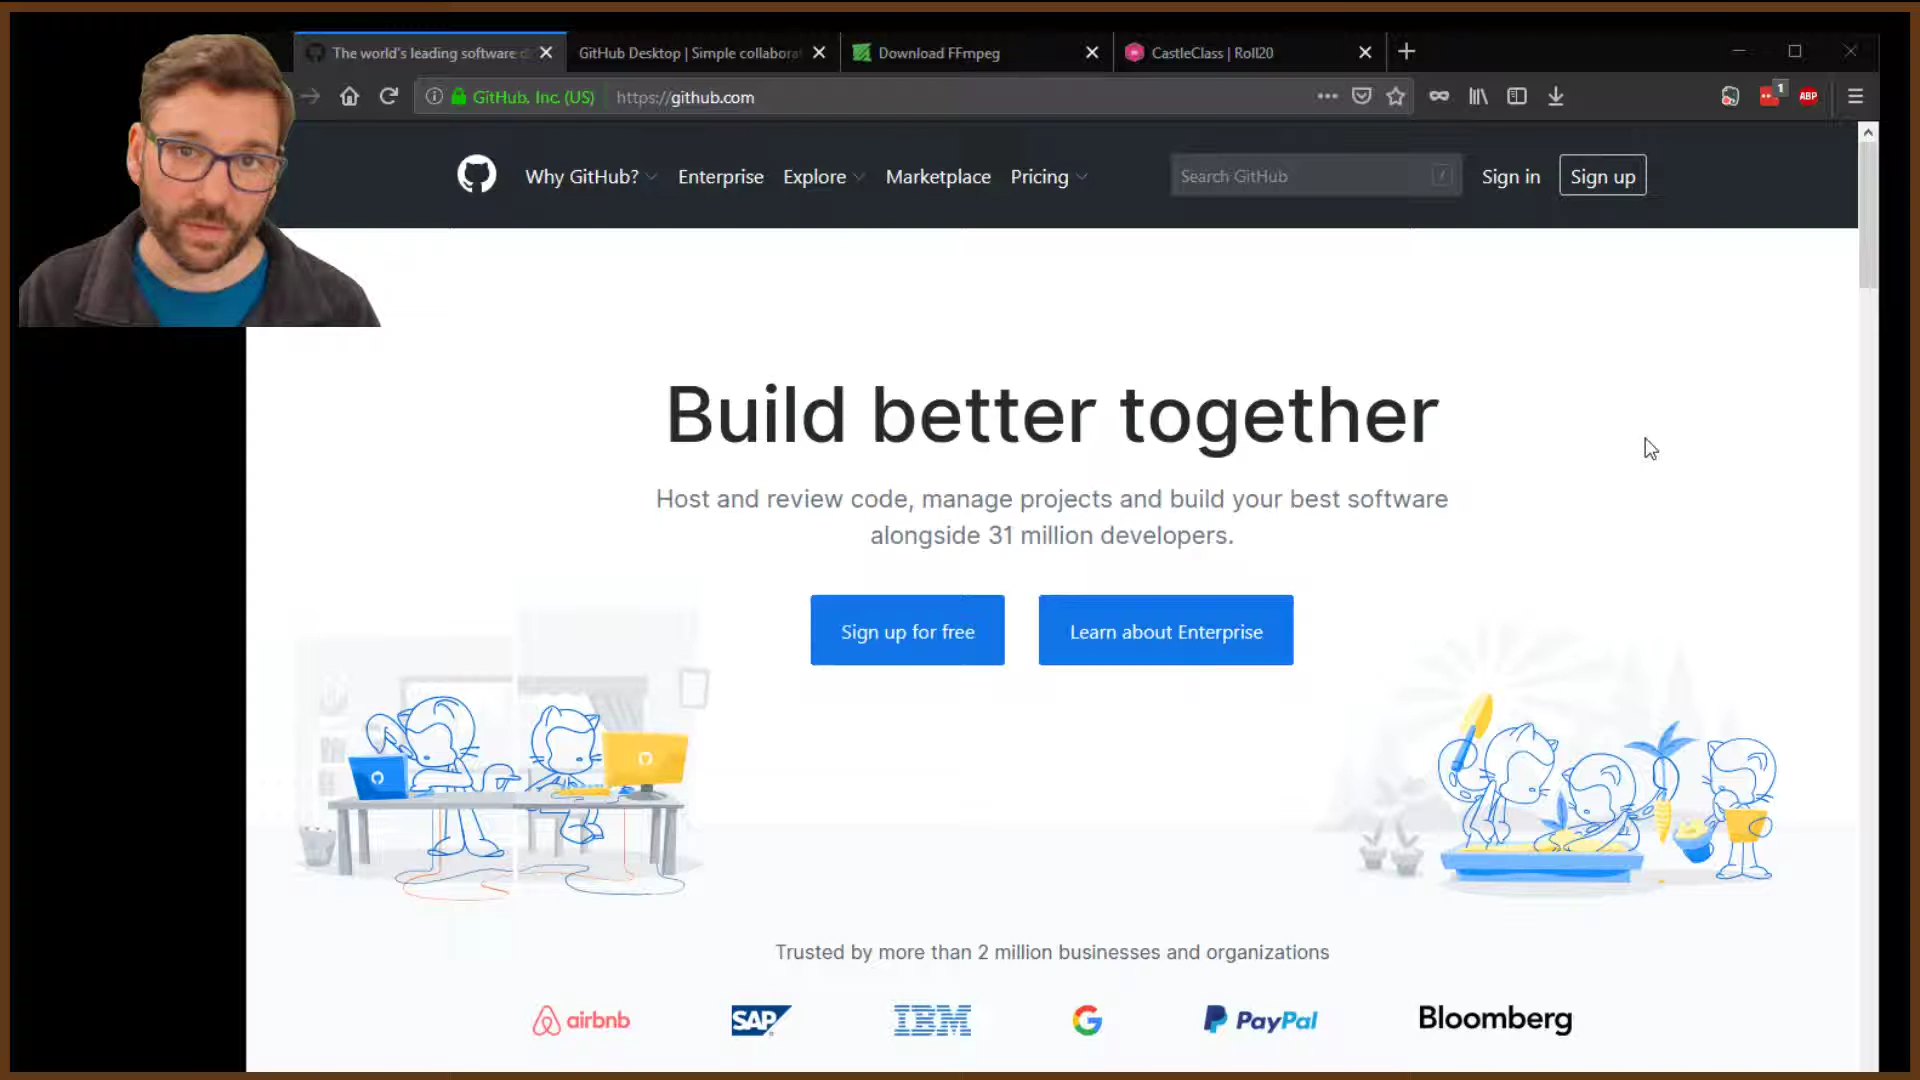 The world's leading software d
GitHub Desktop | Simple collabora
Download FFmpeg
CastleClass | Roll20
GitHub, Inc. (US)
https://github.com
1
ABP
Why GitHub?
Enterprise
Explore
Marketplace
Pricing
Search GitHub
/
Sign in
Sign up
Build better together
Host and review code, manage projects and build your best software
alongside 31 million developers.
Sign up for free
Learn about Enterprise
Trusted by more than 2 million businesses and organizations
airbnb
SAP
IBM
G
PayPal
Bloomberg